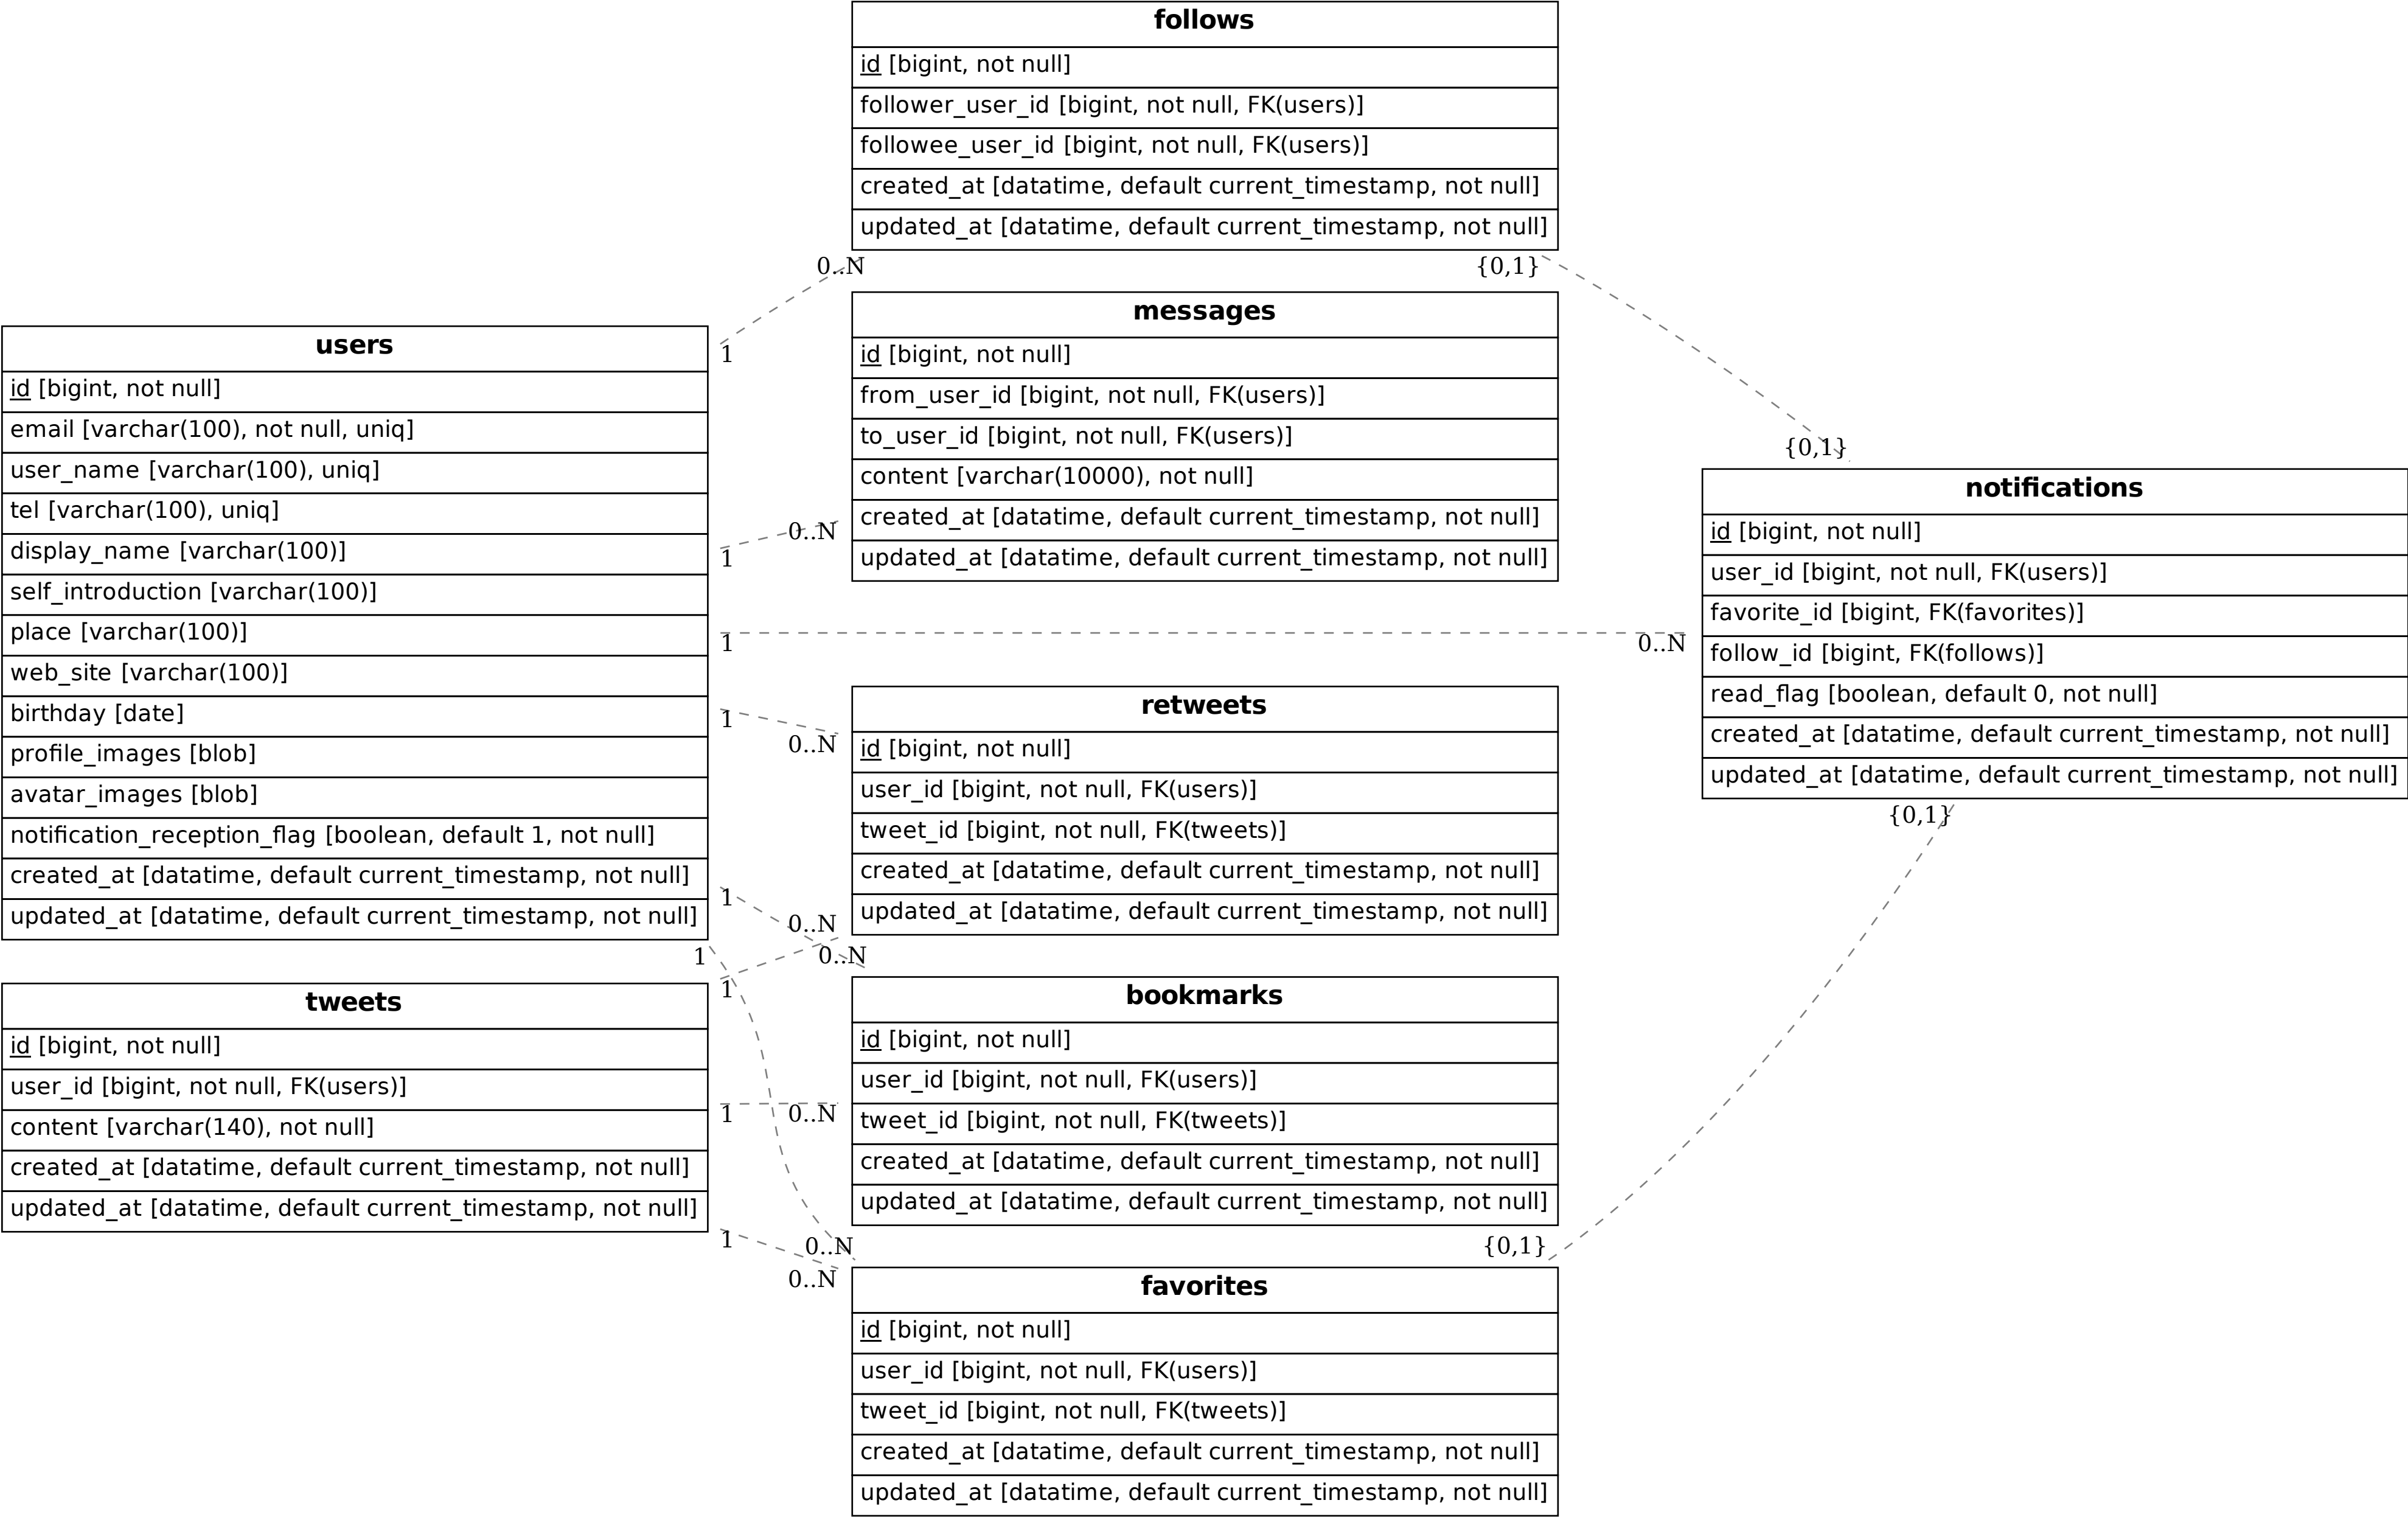 follows
id [bigint, not null]
follower_user_id [bigint, not null, FK(users)]
followee_user_id [bigint, not null, FK(users)]
created_at [datatime, default current_timestamp, not null]
updated_at [datatime, default current_timestamp, not null]
0..N
{0,1}
messages
id [bigint, not null]
from_user_id [bigint, not null, FK(users)]
to_user_id [bigint, not null, FK(users)]
content [varchar(10000), not null]
created_at [datatime, default current_timestamp, not null]
updated_at [datatime, default current_timestamp, not null]
users
id [bigint, not null]
email [varchar(100), not null, uniq]
user_name [varchar(100), uniq]
tel [varchar(100), uniq]
display_name [varchar(100)]
self_introduction [varchar(100)]
place [varchar(100)]
web_site [varchar(100)]
birthday [date]
profile_images [blob]
avatar_images [blob]
notification_reception_flag [boolean, default 1, not null]
created_at [datatime, default current_timestamp, not null]
updated_at [datatime, default current_timestamp, not null]
1
1
0..N
1
0..N
1
0..N
1
0..N
0..N
1
1
{0,1}
notifications
id [bigint, not null]
user_id [bigint, not null, FK(users)]
favorite_id [bigint, FK(favorites)]
follow_id [bigint, FK(follows)]
read_flag [boolean, default 0, not null]
created_at [datatime, default current_timestamp, not null]
updated_at [datatime, default current_timestamp, not null]
{0,1}
retweets
id [bigint, not null]
user_id [bigint, not null, FK(users)]
tweet_id [bigint, not null, FK(tweets)]
created_at [datatime, default current_timestamp, not null]
updated_at [datatime, default current_timestamp, not null]
tweets
id [bigint, not null]
user_id [bigint, not null, FK(users)]
content [varchar(140), not null]
created_at [datatime, default current_timestamp, not null]
updated_at [datatime, default current_timestamp, not null]
1
0..N
1
0..N
0..N
{0,1}
bookmarks
id [bigint, not null]
user_id [bigint, not null, FK(users)]
tweet_id [bigint, not null, FK(tweets)]
created_at [datatime, default current_timestamp, not null]
updated_at [datatime, default current_timestamp, not null]
favorites
id [bigint, not null]
user_id [bigint, not null, FK(users)]
tweet_id [bigint, not null, FK(tweets)]
created_at [datatime, default current_timestamp, not null]
updated_at [datatime, default current_timestamp, not null]